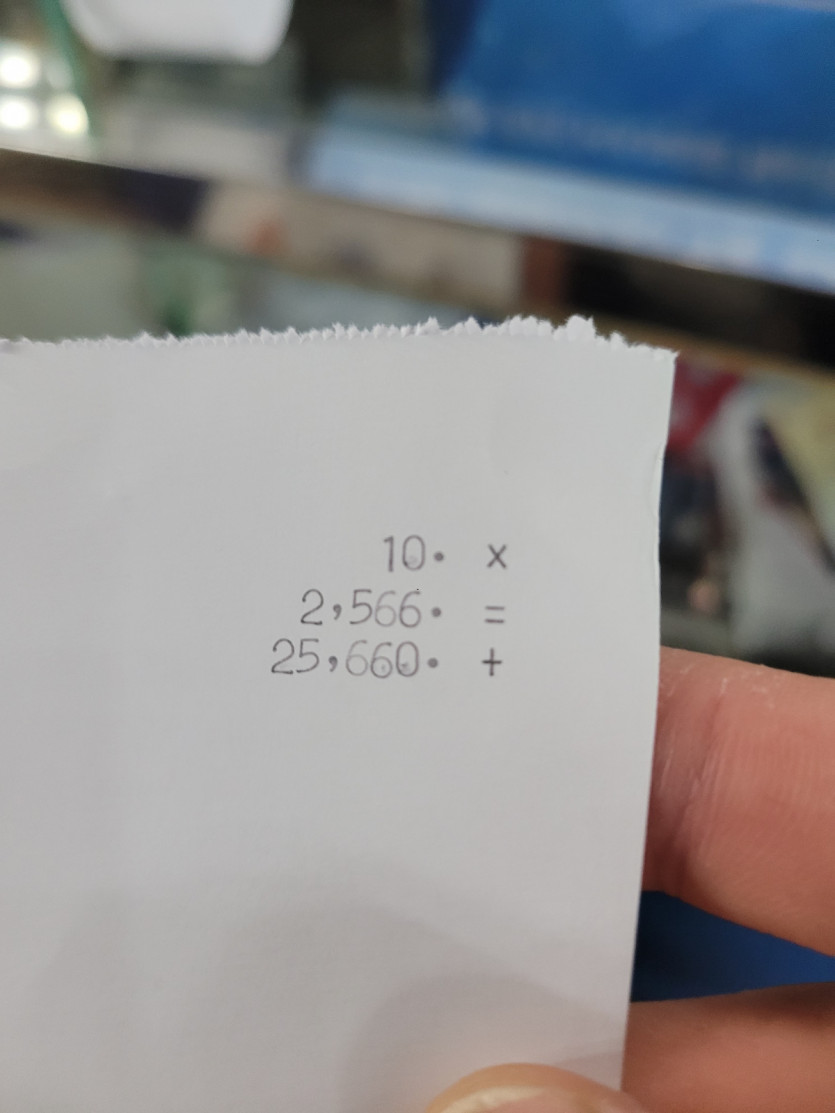 10. x
2,566. =
25,660. +